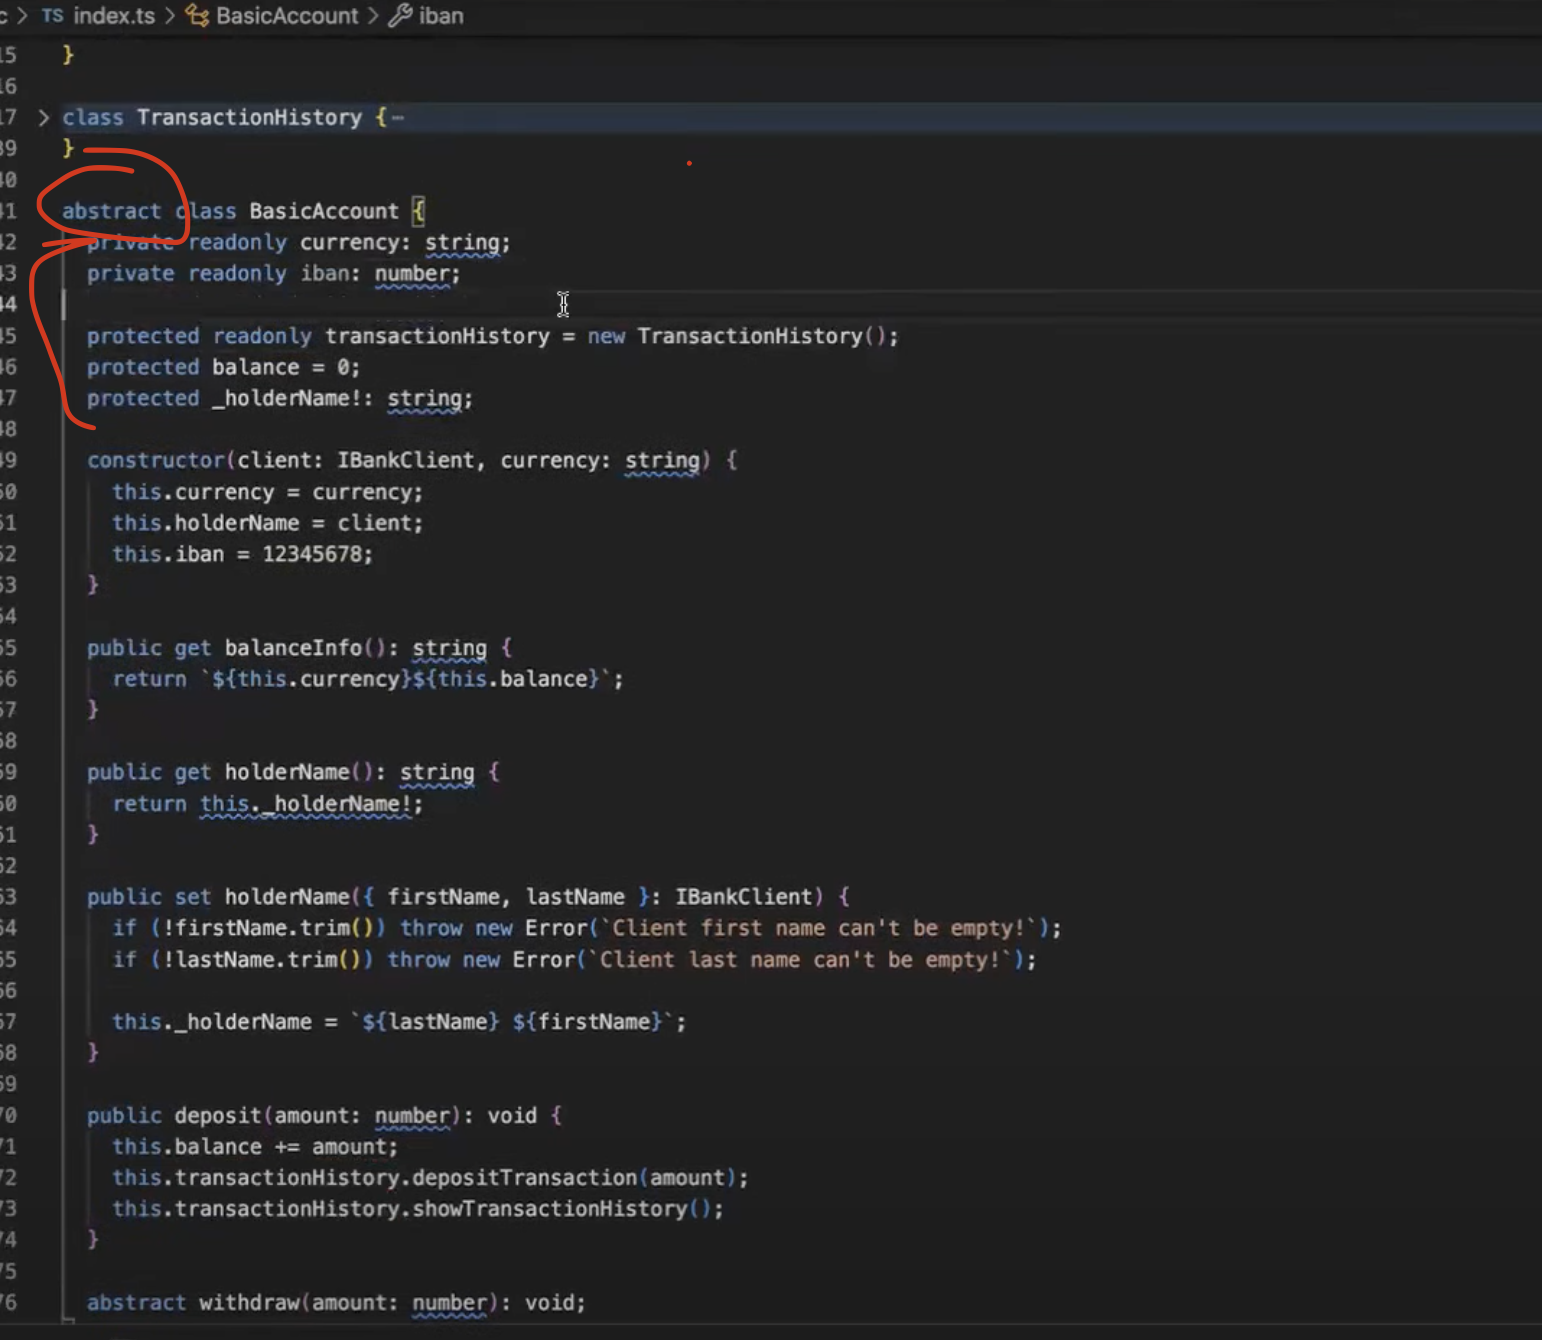 c > TS index.ts > BasicAccount > iban
15 }
16
17 > class TransactionHistory {⋯
39 }
40
41 abstract class BasicAccount {
42 private readonly currency: string;
43 private readonly iban: number;
44
45 protected readonly transactionHistory = new TransactionHistory();
46 protected balance = 0;
47 protected _holderName!: string;
48
49 constructor(client: IBankClient, currency: string) {
50 this.currency = currency;
51 this.holderName = client;
52 this.iban = 12345678;
53 }
54
55 public get balanceInfo(): string {
56 return `${this.currency}${this.balance}`;
57 }
58
59 public get holderName(): string {
60 return this._holderName!;
61 }
62
63 public set holderName({ firstName, lastName }: IBankClient) {
64 if (!firstName.trim()) throw new Error(`Client first name can't be empty!`);
65 if (!lastName.trim()) throw new Error(`Client last name can't be empty!`);
66
67 this._holderName = `${lastName} ${firstName}`;
68 }
69
70 public deposit(amount: number): void {
71 this.balance += amount;
72 this.transactionHistory.depositTransaction(amount);
73 this.transactionHistory.showTransactionHistory();
74 }
75
76 abstract withdraw(amount: number): void;